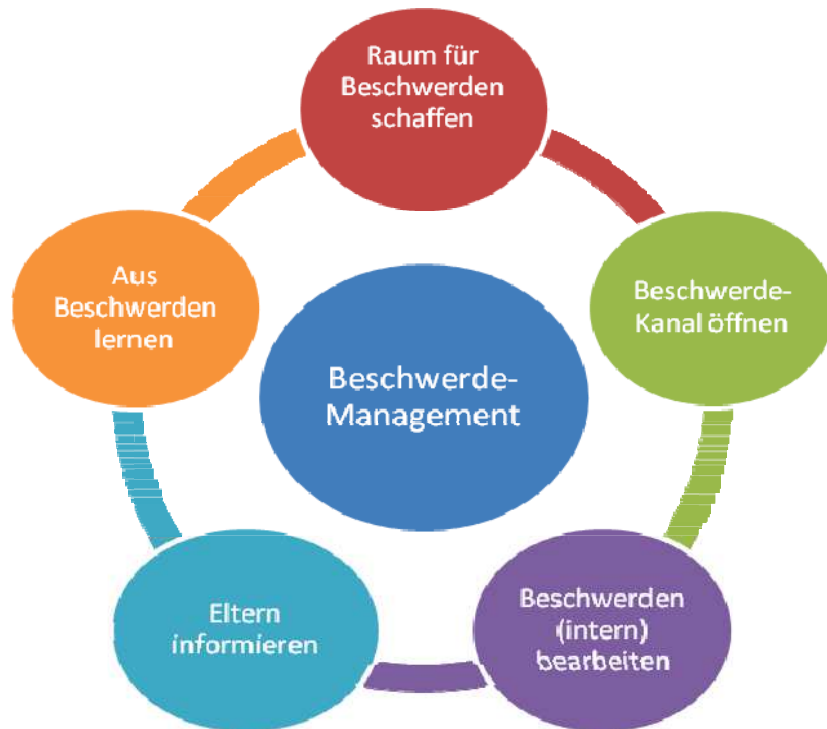 Raum für
Beschwerden
schaffen
Beschwerde-
Kanal öffnen
Beschwerden
(intern)
bearbeiten
Eltern
informieren
Aus
Beschwerden
lernen
Beschwerde-
Management